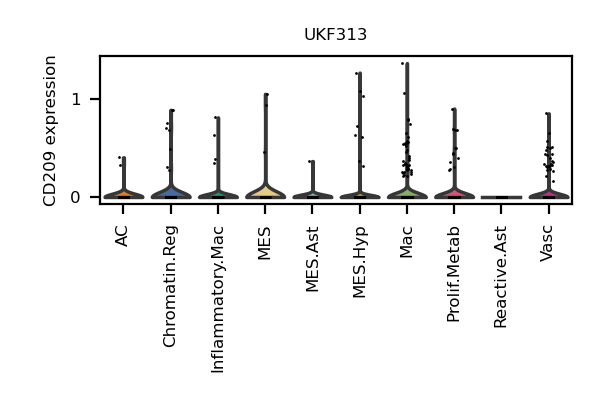 UKF313
CD209 expression
1
0
AC
Chromatin.Reg
Inflammatory.Mac
MES
MES.Ast
MES.Hyp
Mac
Prolif.Metab
Reactive.Ast
Vasc